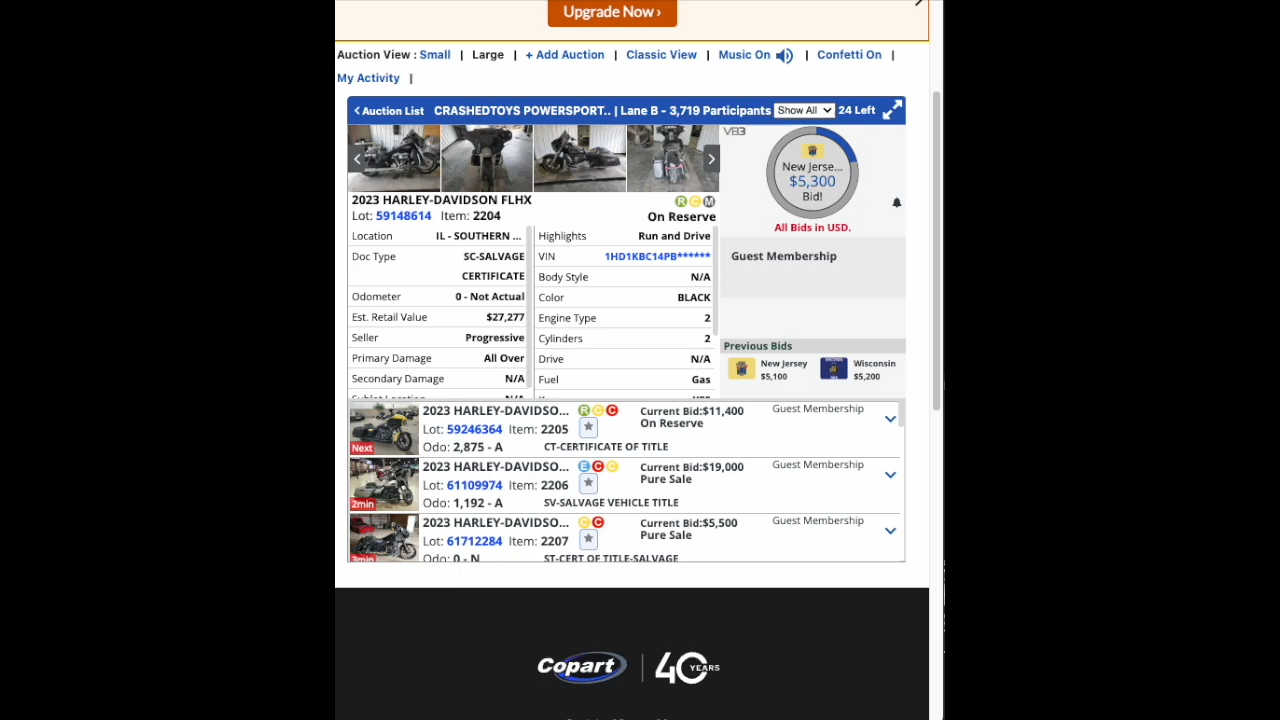 Upgrade Now ›
Auction View : Small | Large | + Add Auction | Classic View | Music On | Confetti On |
My Activity |
Auction List CRASHEDTOYS POWERSPORT.. | Lane B - 3,719 Participants Show All 24 Left
VB3
New Jerse...
$5,300
Bid!
All Bids in USD.
Guest Membership
Previous Bids
New Jersey
$5,100
Wisconsin
$5,200
2023 HARLEY-DAVIDSON FLHX R C M
Lot: 59148614 Item: 2204 On Reserve
Location IL - SOUTHERN ...
Doc Type SC-SALVAGE
CERTIFICATE
Odometer 0 - Not Actual
Est. Retail Value $27,277
Seller Progressive
Primary Damage All Over
Secondary Damage N/A
Highlights Run and Drive
VIN 1HD1KBC14PB******
Body Style N/A
Color BLACK
Engine Type 2
Cylinders 2
Drive N/A
Fuel Gas
2023 HARLEY-DAVIDSO... R C C Current Bid:$11,400 Guest Membership
Lot: 59246364 Item: 2205 On Reserve
Next Odo: 2,875 - A CT-CERTIFICATE OF TITLE
2023 HARLEY-DAVIDSO... E C C Current Bid:$19,000 Guest Membership
Lot: 61109974 Item: 2206 Pure Sale
2min Odo: 1,192 - A SV-SALVAGE VEHICLE TITLE
2023 HARLEY-DAVIDSO... C C Current Bid:$5,500 Guest Membership
Lot: 61712284 Item: 2207 Pure Sale
3min Odo: 0 - N ST-CERT OF TITLE-SALVAGE
Copart | 40 YEARS